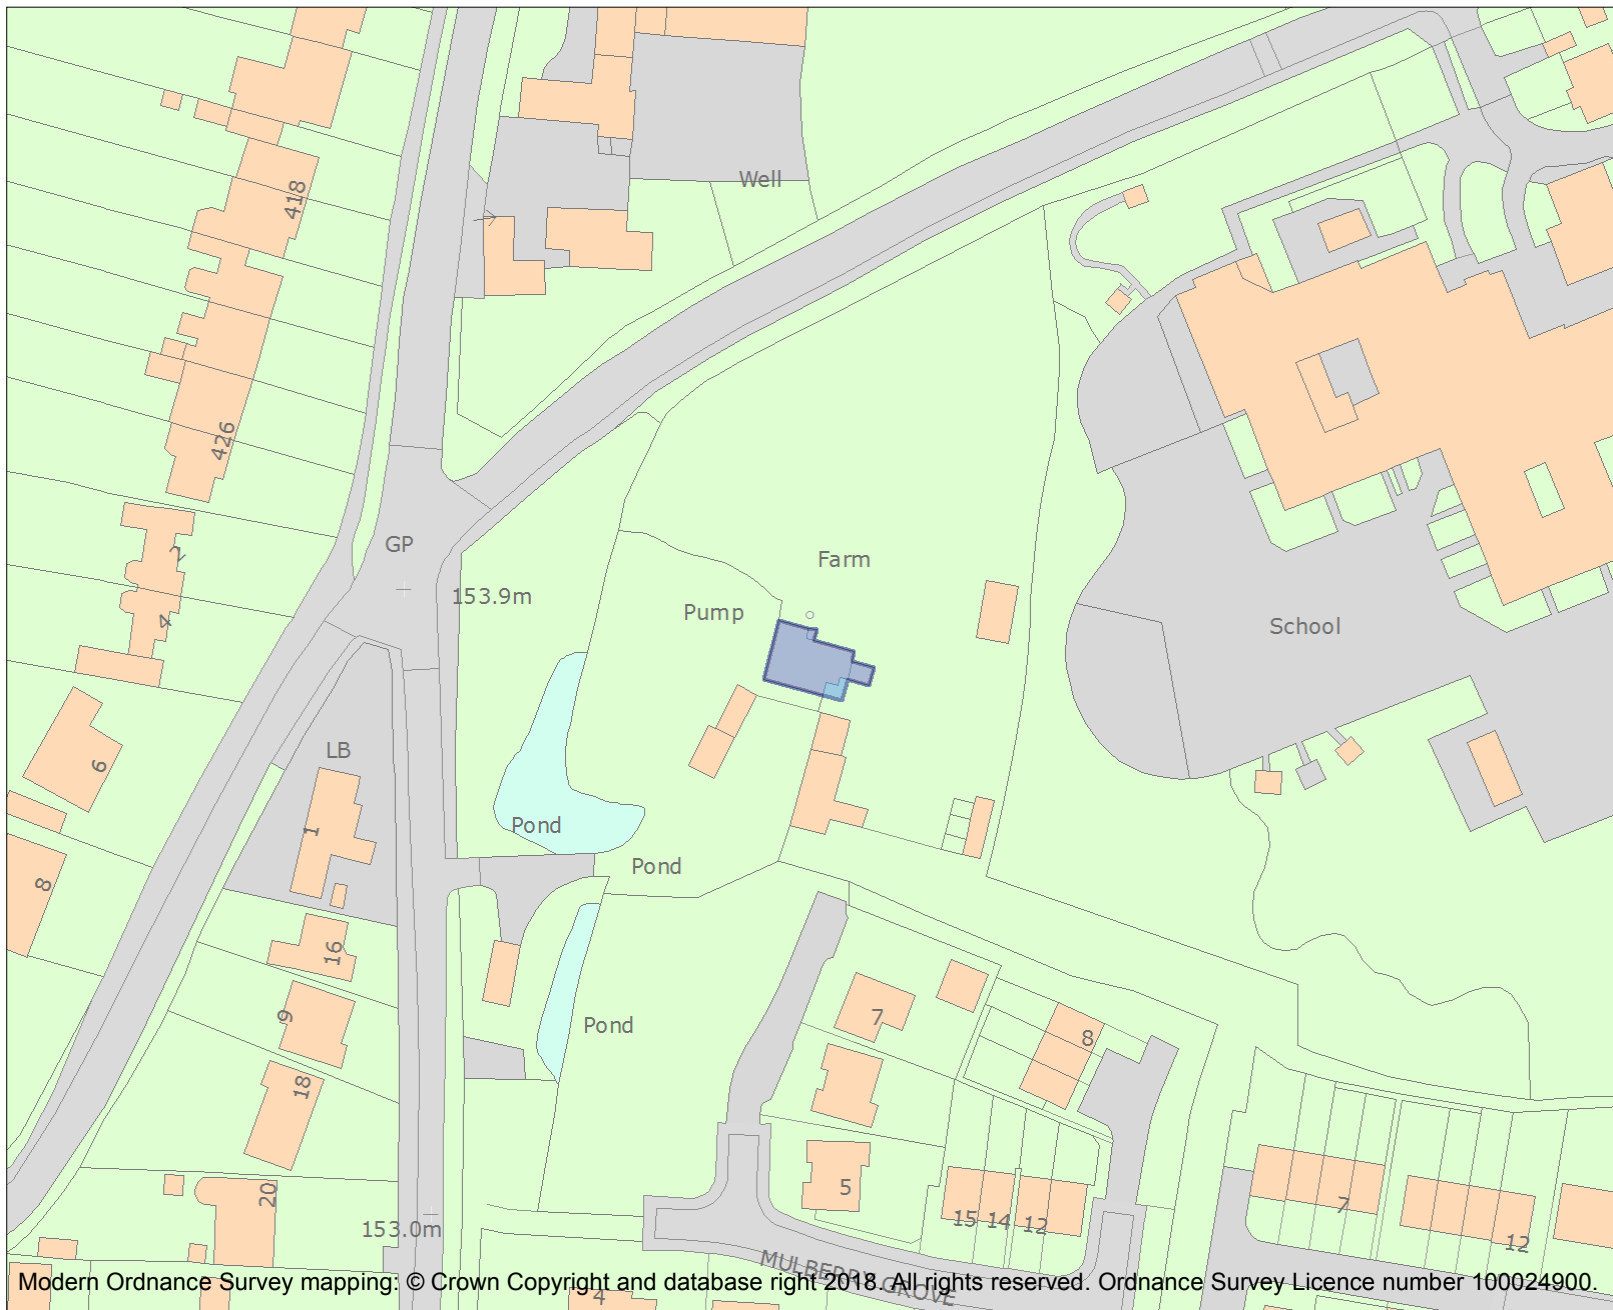 Well
418
426
GP
2
Farm
153.9m
Pump
4
School
LB
6
Pond
1
Pond
8
16
7
9
Pond
8
18
5
20
15 14 12
7
153.0m
12
MULBERRY GROVE
Modern Ordnance Survey mapping: © Crown Copyright and database right 2018. All rights reserved. Ordnance Survey Licence number 100024900.
4